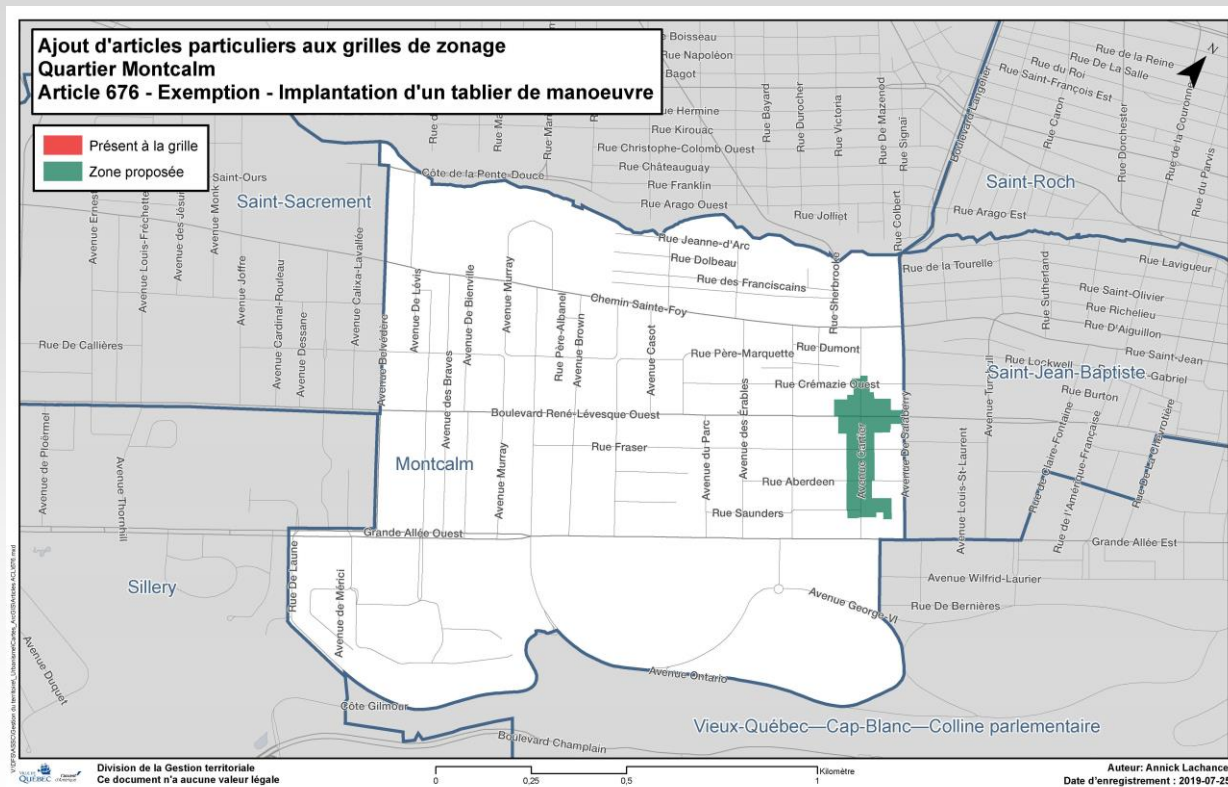 Ajout d'articles particuliers aux grilles de zonage
Quartier Montcalm
Article 676 - Exemption - Implantation d'un tablier de manoeuvre
N
Présent à la grille
Zone proposée
Boisseau
Rue Napoléon
Bagot
Hermine
Rue Kirouac
Rue Christophe-Colomb Ouest
Rue Châteauguay
Rue Franklin
Rue Arago Ouest
Rue Bayard
Rue Durocher
Rue Victoria
Rue De Mazenod
Rue Signaï
Boulevard Langelier
Rue de la Reine
Rue De La Salle
Rue du Roi
Rue Saint-François Est
Rue Caron
Rue Dorchester
Rue de la Couronne
Rue du Parvis
Saint-Roch
Rue Arago Est
Rue Jolliet
Rue Colbert
Saint-Ours
Saint-Sacrement
Côte de la Pente-Douce
Avenue Ernest
Avenue Louis-Fréchette
Avenue des Jésui
Avenue Monk
Avenue Joffre
Avenue Cardinal-Rouleau
Avenue Dessane
Avenue Calixa-Lavallée
Avenue Belvédère
Rue De Callières
Avenue De Lévis
Avenue des Braves
Avenue De Bienville
Avenue Murray
Rue Père-Albanel
Avenue Brown
Avenue Casot
Rue Jeanne-d'Arc
Rue Dolbeau
Rue des Franciscains
Chemin Sainte-Foy
Rue Sherbrooke
Rue Père-Marquette
Rue Dumont
Rue Crémazie Ouest
Boulevard René-Lévesque Ouest
Rue Fraser
Avenue du Parc
Avenue des Érables
Rue Aberdeen
Rue Saunders
Avenue Cartier
Avenue De Salaberry
Rue de la Tourelle
Rue Lavigueur
Rue Sutherland
Rue Saint-Olivier
Rue Richelieu
Rue D'Aiguillon
Rue Saint-Jean
Rue Lockwell
-Gabriel
Saint-Jean-Baptiste
Rue Burton
Avenue Turnbull
Avenue Louis-St-Laurent
Rue de Claire-Fontaine
Rue de l'Amérique-Française
Rue De La Chevrotière
Montcalm
Avenue Murray
Avenue de Ploërmel
Avenue Thornhill
Grande Allée Ouest
Grande Allée Est
Sillery
Rue De Laune
Avenue de Mérici
Avenue Duquet
Avenue Wilfrid-Laurier
Rue De Bernières
Avenue George-VI
Avenue Ontario
Côte Gilmour
Boulevard Champlain
Vieux-Québec—Cap-Blanc—Colline parlementaire
VILLE DE
QUÉBEC
Division de la Gestion territoriale
Ce document n'a aucune valeur légale
0 0,25 0,5 1
Kilomètre
Auteur: Annick Lachance
Date d'enregistrement : 2019-07-25